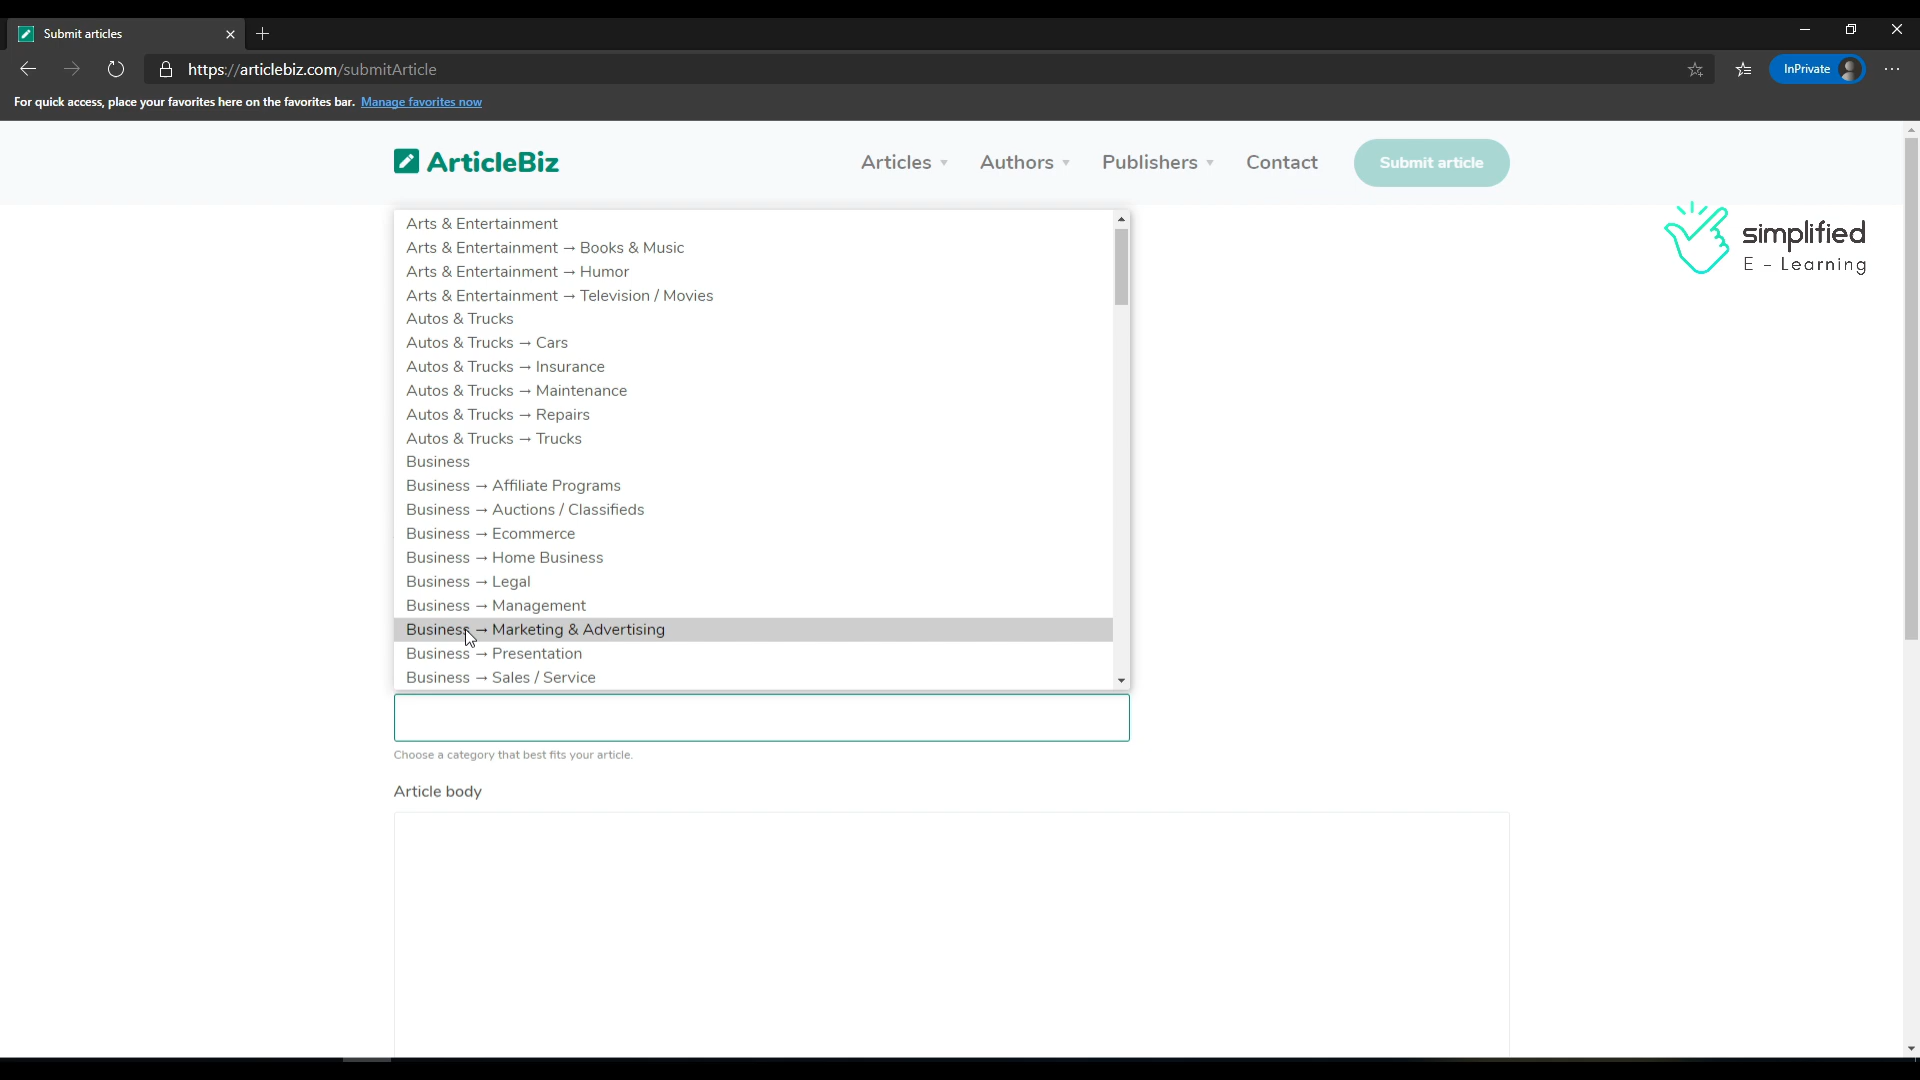 Submit articles
https://articlebiz.com/submitArticle
InPrivate
For quick access, place your favorites here on the favorites bar. Manage favorites now
ArticleBiz
Articles
Authors
Publishers
Contact
Submit article
simplified
E - Learning
Arts & Entertainment
Arts & Entertainment → Books & Music
Arts & Entertainment → Humor
Arts & Entertainment → Television / Movies
Autos & Trucks
Autos & Trucks → Cars
Autos & Trucks → Insurance
Autos & Trucks → Maintenance
Autos & Trucks → Repairs
Autos & Trucks → Trucks
Business
Business → Affiliate Programs
Business → Auctions / Classifieds
Business → Ecommerce
Business → Home Business
Business → Legal
Business → Management
Business → Marketing & Advertising
Business → Presentation
Business → Sales / Service
Choose a category that best fits your article.
Article body